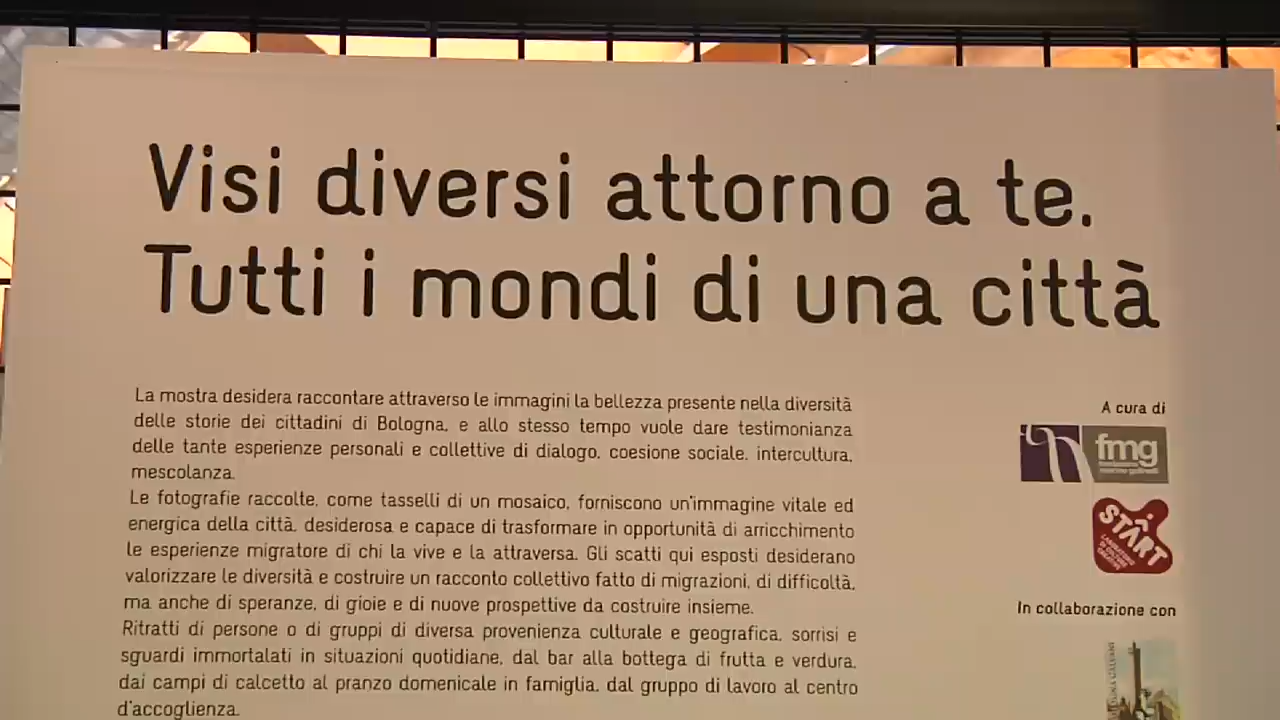 Visi diversi attorno a te.
Tutti i mondi di una città
La mostra desidera raccontare attraverso le immagini la bellezza presente nella diversità
delle storie dei cittadini di Bologna, e allo stesso tempo vuole dare testimonianza
delle tante esperienze personali e collettive di dialogo, coesione sociale, intercultura,
mescolanza.
Le fotografie raccolte, come tasselli di un mosaico, forniscono un'immagine vitale ed
energica della città, desiderosa e capace di trasformare in opportunità di arricchimento
le esperienze migratore di chi la vive e la attraversa. Gli scatti qui esposti desiderano
valorizzare le diversità e costruire un racconto collettivo fatto di migrazioni, di difficoltà,
ma anche di speranze, di gioie e di nuove prospettive da costruire insieme.
Ritratti di persone o di gruppi di diversa provenienza culturale e geografica, sorrisi e
sguardi immortalati in situazioni quotidiane, dal bar alla bottega di frutta e verdura,
dai campi di calcetto al pranzo domenicale in famiglia, dal gruppo di lavoro al centro
d'accoglienza.
A cura di
fmg
START
In collaborazione con